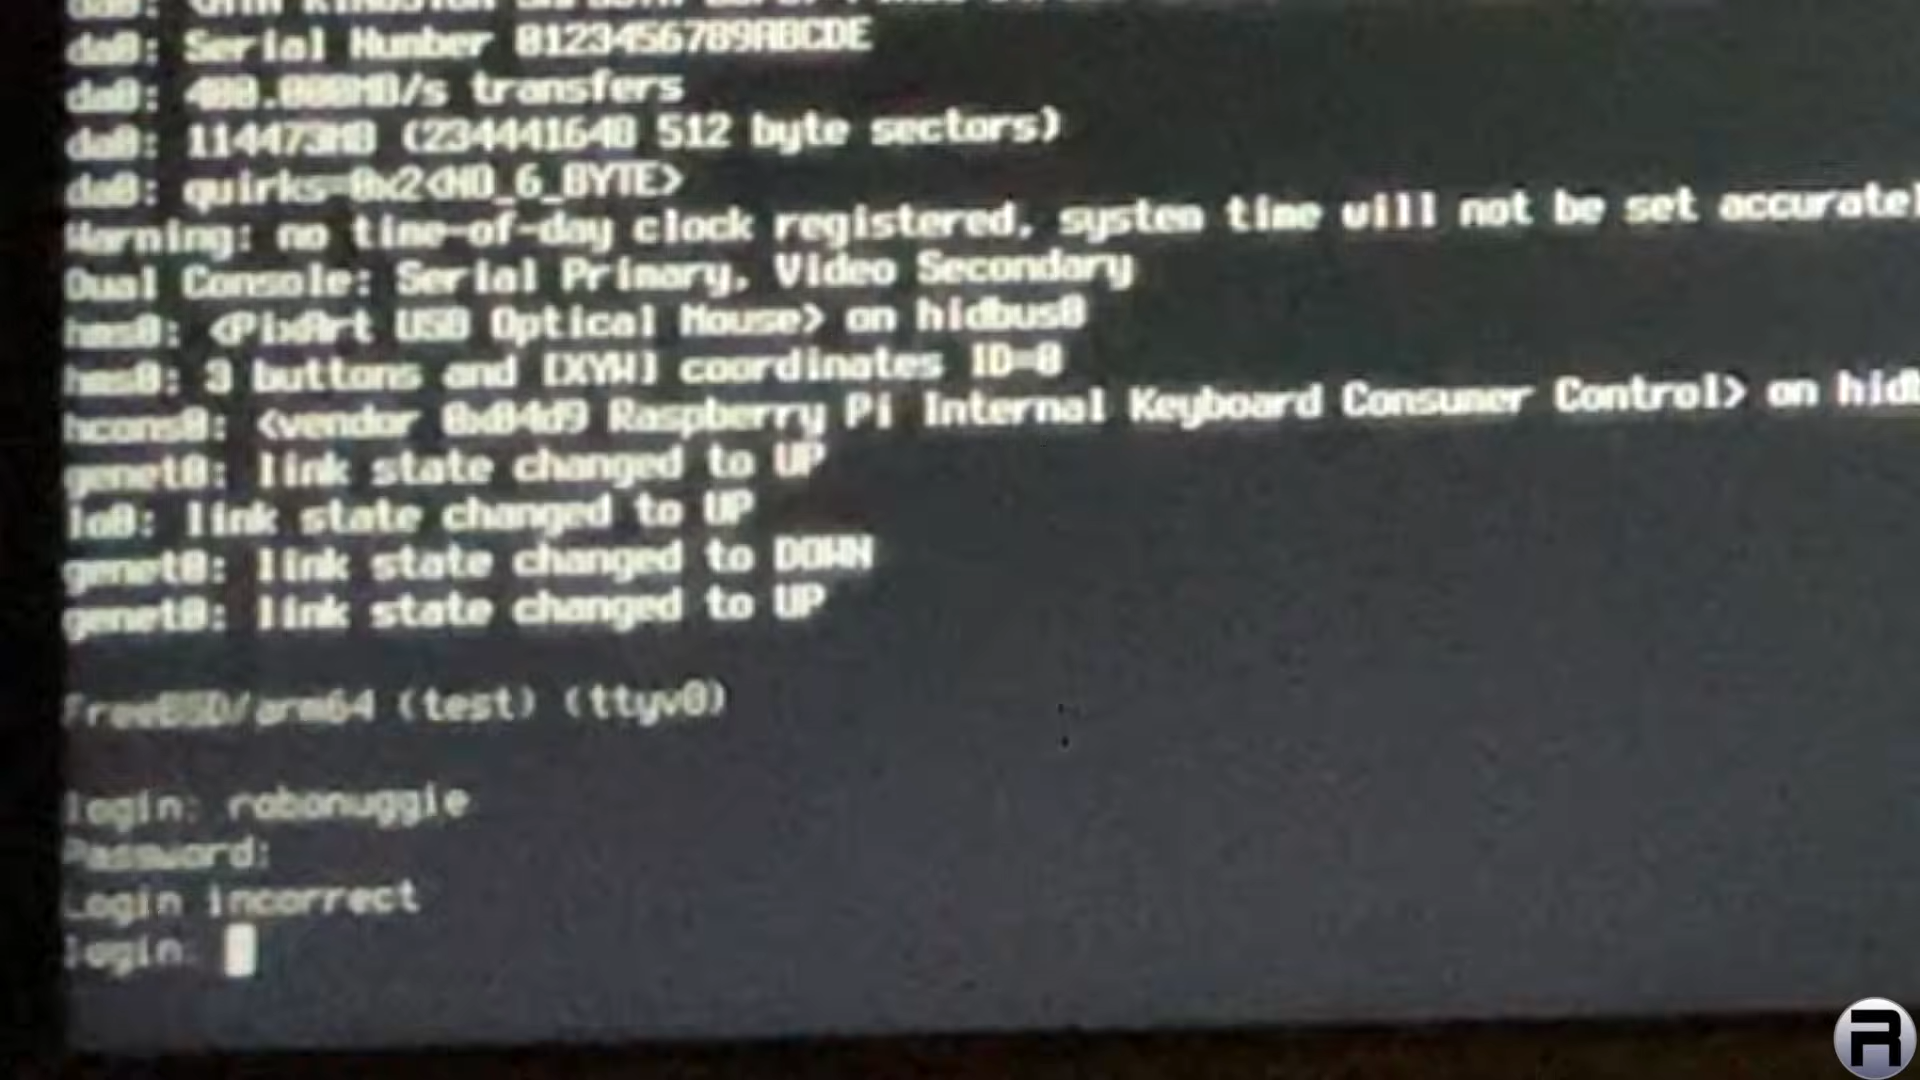 da0: Serial Number 0123456789ABCDE
da0: 400.000MB/s transfers
da0: 114473MB (234441648 512 byte sectors)
da0: quirks=0x2<NO_6_BYTE>
Warning: no time-of-day clock registered, system time will not be set accurately
Dual Console: Serial Primary, Video Secondary
hms0: <PixArt USB Optical Mouse> on hidbus0
hms0: 3 buttons and [XYW] coordinates ID=0
hcons0: <vendor 0x04d9 Raspberry Pi Internal Keyboard Consumer Control> on hidb
genet0: link state changed to UP
lo0: link state changed to UP
genet0: link state changed to DOWN
genet0: link state changed to UP
FreeBSD/arm64 (test) (ttyv0)
login: robonuggie
Password:
Login incorrect
login:
R